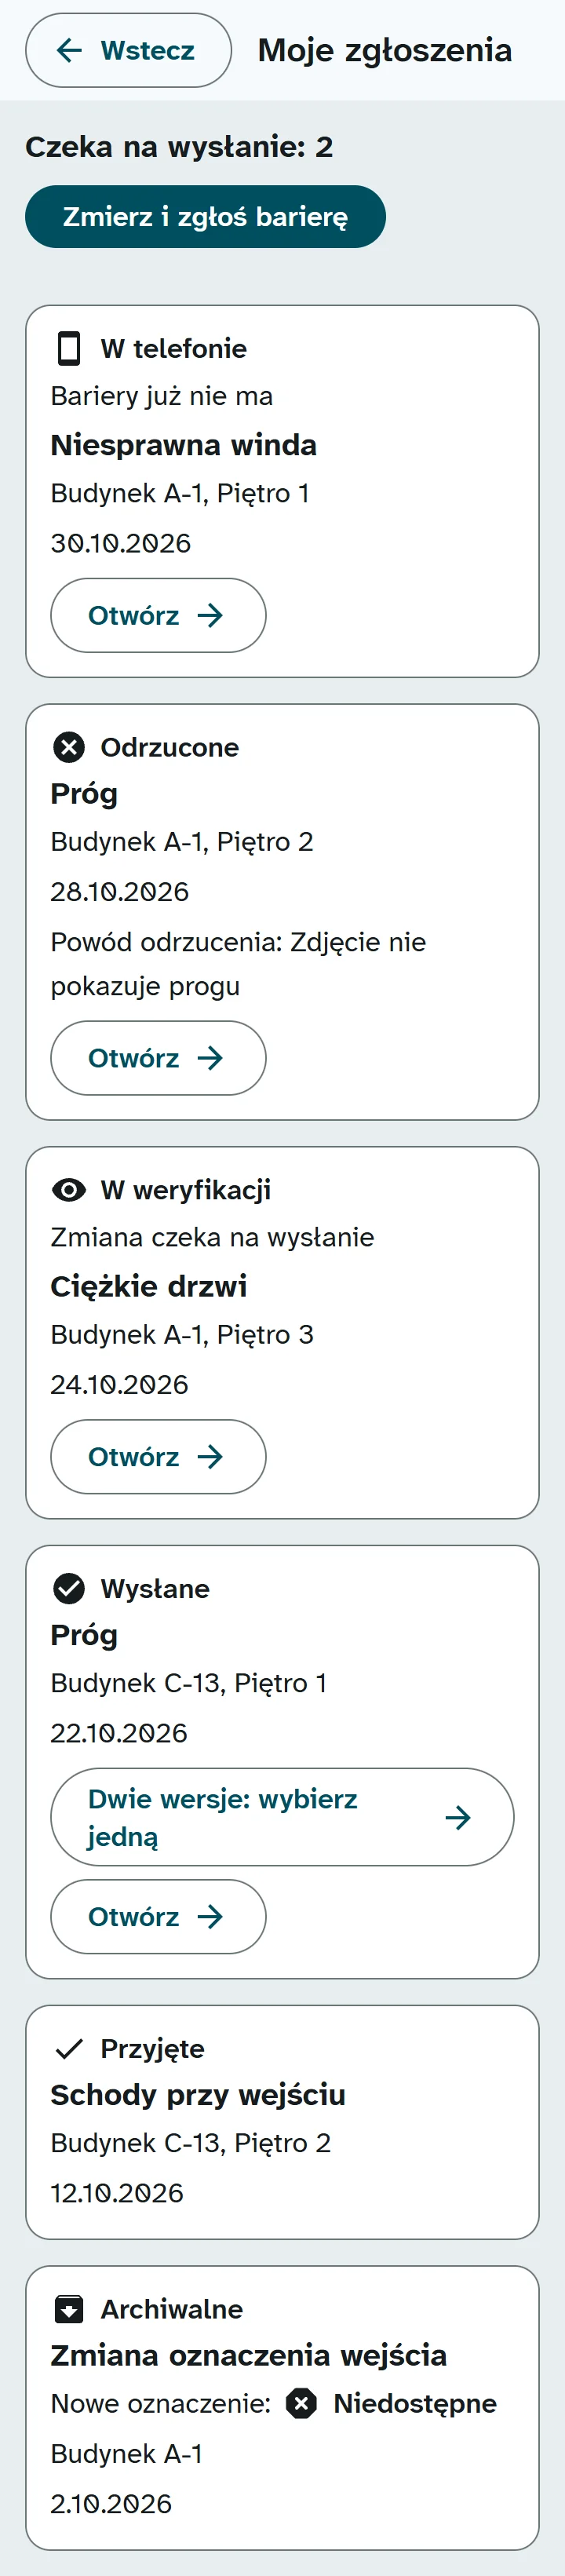 Wstecz
Moje zgłoszenia
Czeka na wysłanie: 2
Zmierz i zgłoś barierę
W telefonie
Bariery już nie ma
Niesprawna winda
Budynek A-1, Piętro 1
30.10.2026
Otwórz
Odrzucone
Próg
Budynek A-1, Piętro 2
28.10.2026
Powód odrzucenia: Zdjęcie nie
pokazuje progu
Otwórz
W weryfikacji
Zmiana czeka na wysłanie
Ciężkie drzwi
Budynek A-1, Piętro 3
24.10.2026
Otwórz
Wysłane
Próg
Budynek C-13, Piętro 1
22.10.2026
Dwie wersje: wybierz
jedną
Otwórz
Przyjęte
Schody przy wejściu
Budynek C-13, Piętro 2
12.10.2026
Archiwalne
Zmiana oznaczenia wejścia
Nowe oznaczenie: Niedostępne
Budynek A-1
2.10.2026